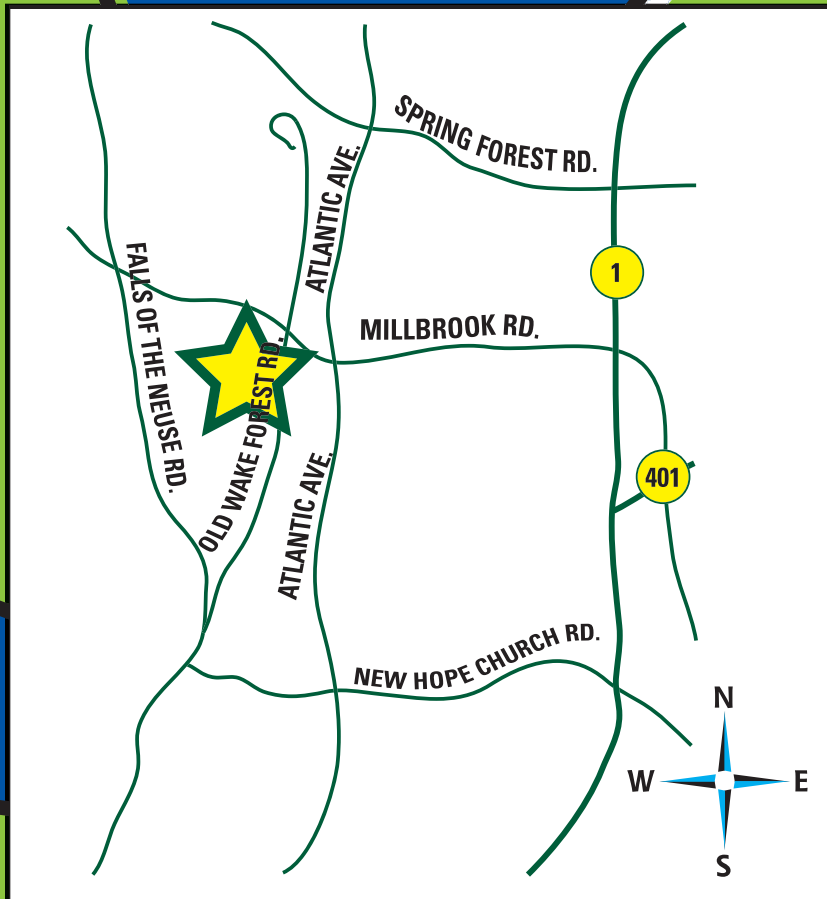 SPRING FOREST RD.
ATLANTIC AVE.
FALLS OF THE NEUSE RD.
1
MILLBROOK RD.
OLD WAKE FOREST RD.
ATLANTIC AVE.
401
NEW HOPE CHURCH RD.
N
W
E
S